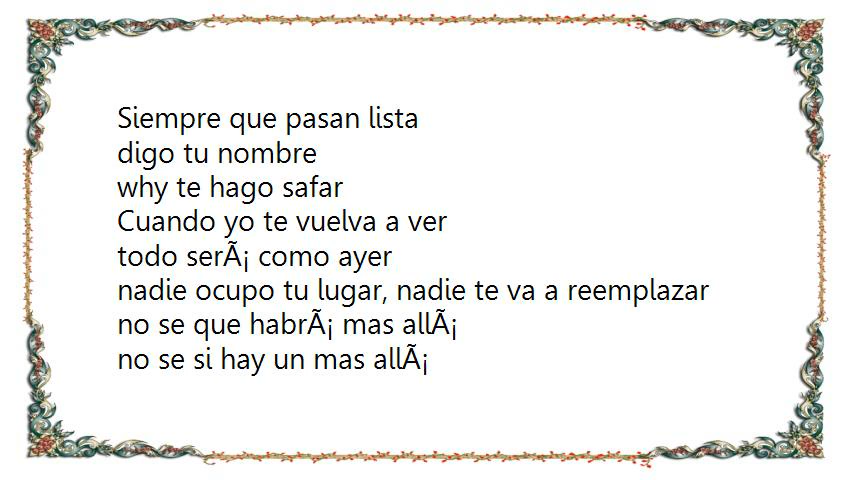 Siempre que pasan lista
digo tu nombre
why te hago safar
Cuando yo te vuelva a ver
todo serÃ¡ como ayer
nadie ocupo tu lugar, nadie te va a reemplazar
no se que habrÃ¡ mas allÃ¡
no se si hay un mas allÃ¡